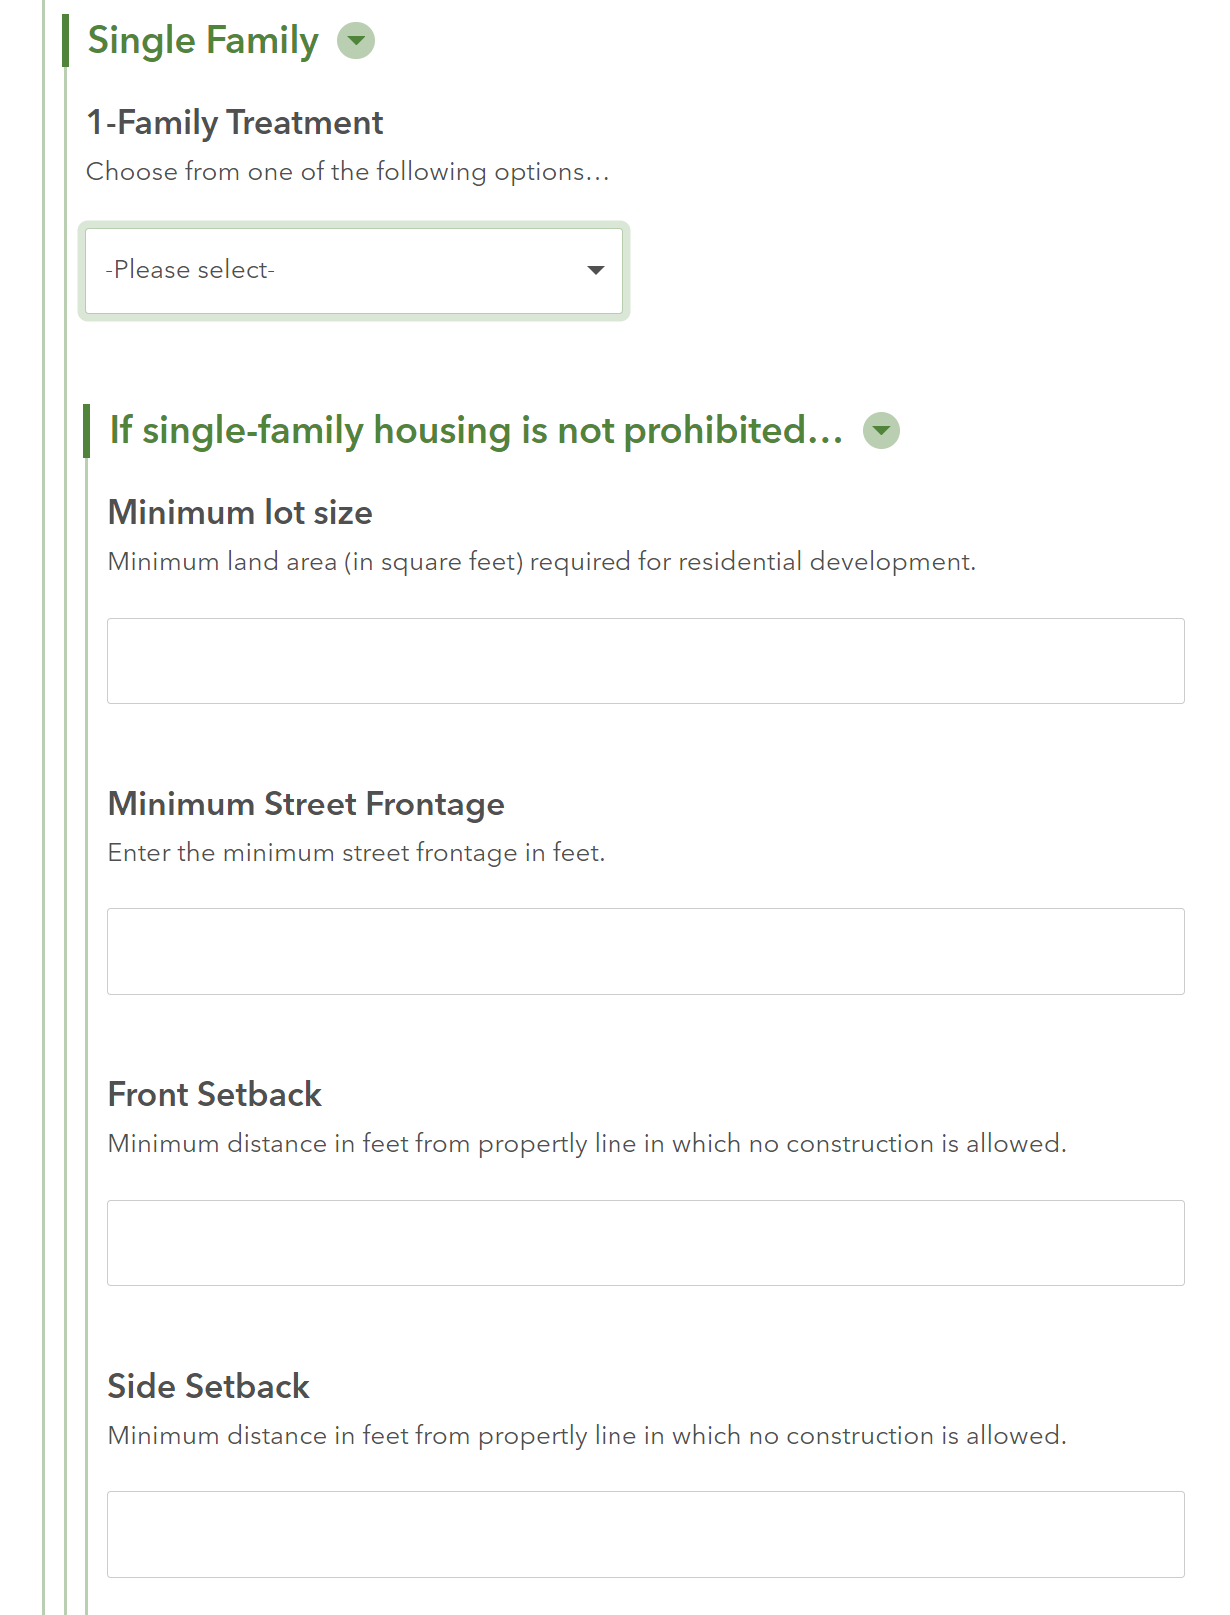 Single Family
1-Family Treatment
Choose from one of the following options...
-Please select-
If single-family housing is not prohibited...
Minimum lot size
Minimum land area (in square feet) required for residential development.
Minimum Street Frontage
Enter the minimum street frontage in feet.
Front Setback
Minimum distance in feet from propertly line in which no construction is allowed.
Side Setback
Minimum distance in feet from propertly line in which no construction is allowed.